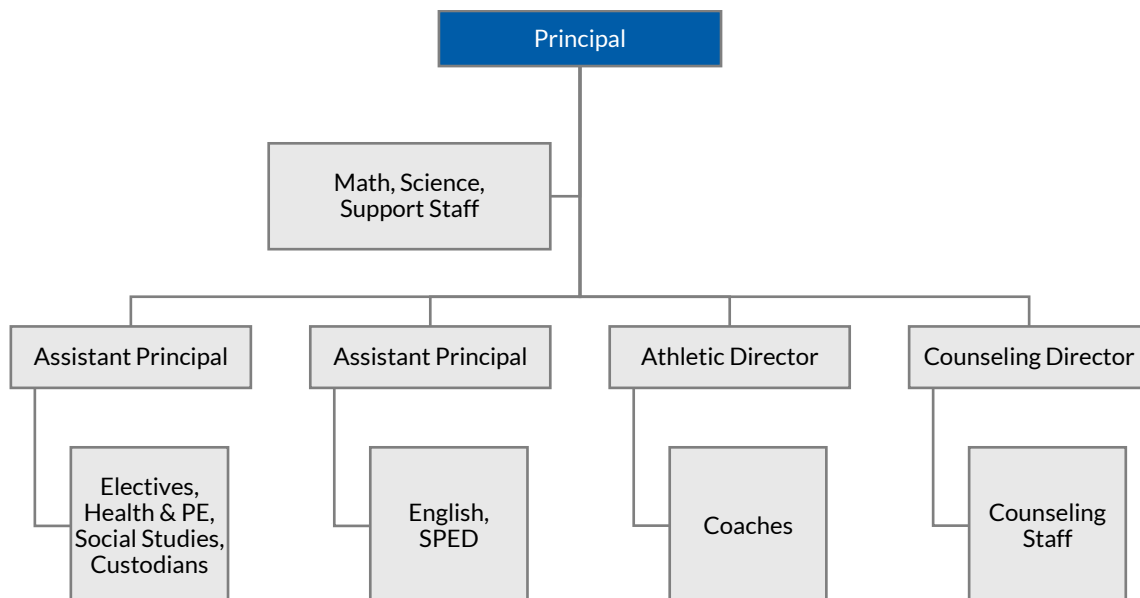 Principal
Math, Science,
Support Staff
Assistant Principal
Assistant Principal
Athletic Director
Counseling Director
Electives,
Health & PE,
Social Studies,
Custodians
English,
SPED
Coaches
Counseling
Staff